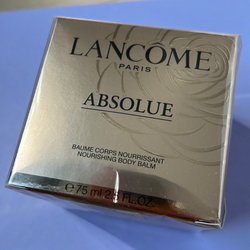 LANCÔME
PARIS
ABSOLUE
BAUME CORPS NOURRISSANT
NOURISHING BODY BALM
℮ 75 ml 2.5 FL.OZ.